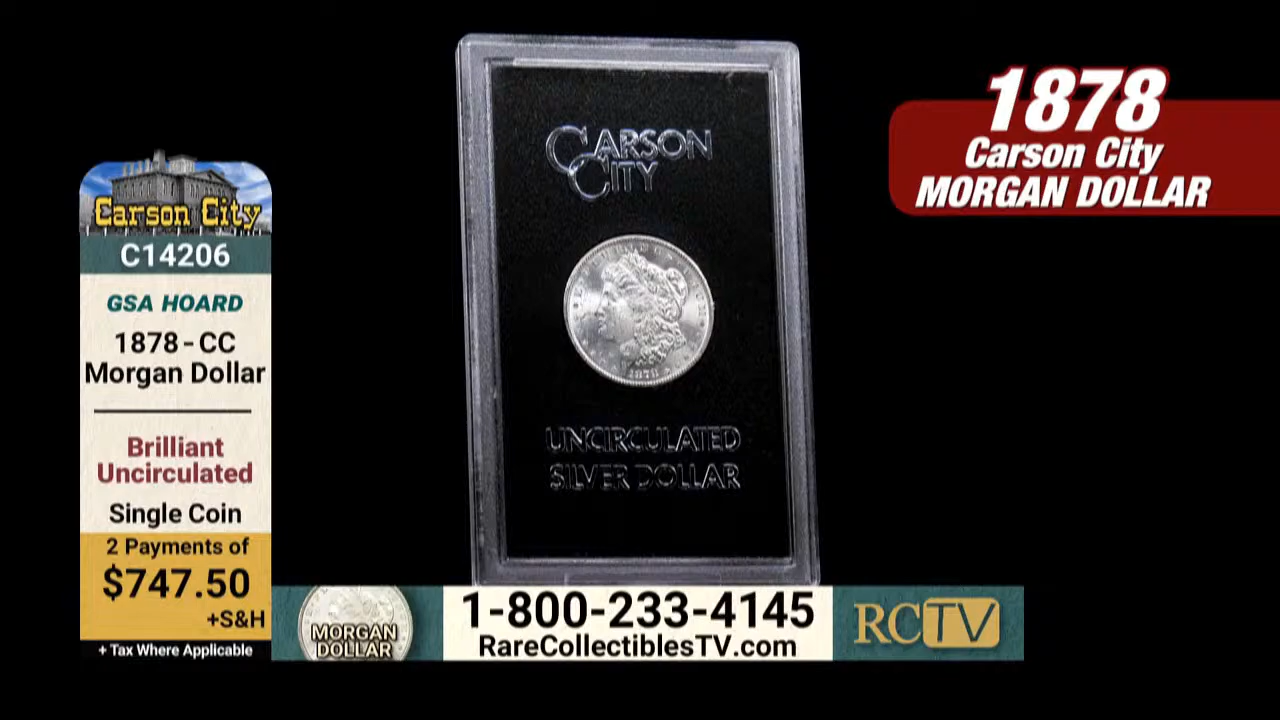 1878
Carson City
MORGAN DOLLAR
Carson City
C14206
GSA HOARD
1878-CC
Morgan Dollar
Brilliant
Uncirculated
Single Coin
2 Payments of
$747.50
+S&H
+ Tax Where Applicable
CARSON
CITY
1878
UNCIRCULATED
SILVER DOLLAR
MORGAN
DOLLAR
1-800-233-4145
RareCollectiblesTV.com
RCTV